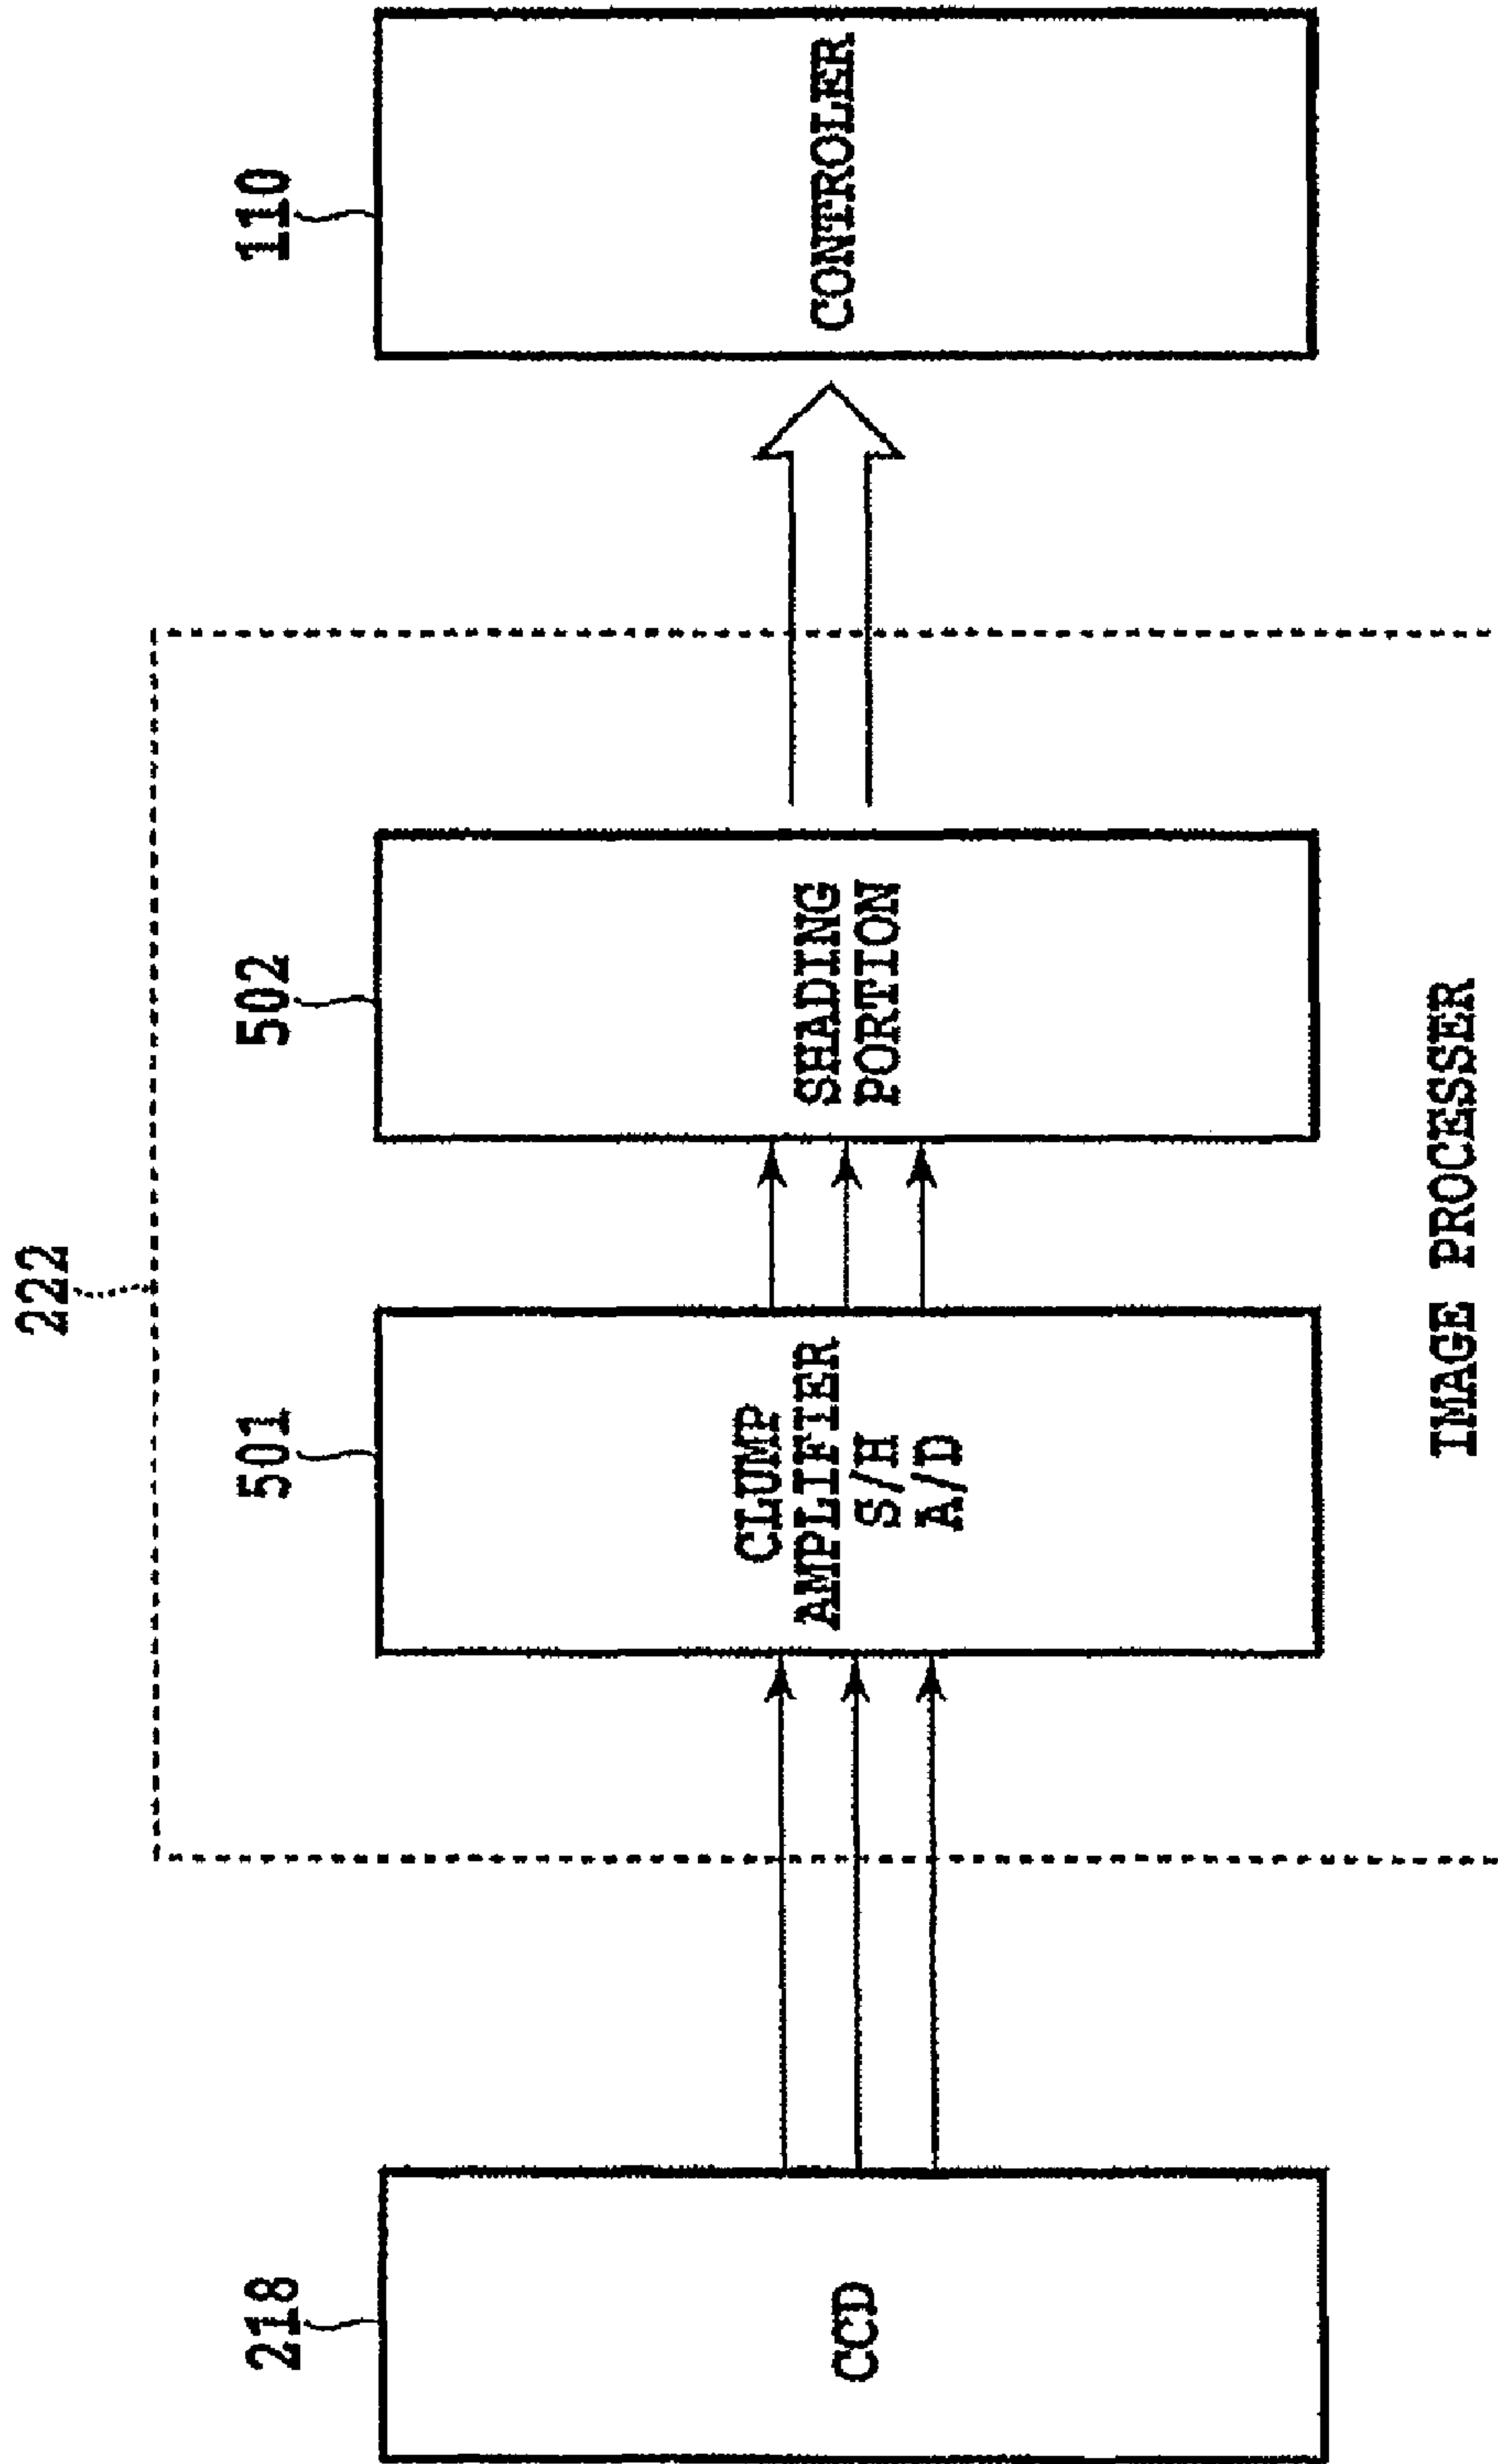 222
218
501
502
110
CCD
CLUMP
AMPLIFIER
S/H
A/D
SHADING
PORTION
CONTROLER
IMAGE PROCESSER